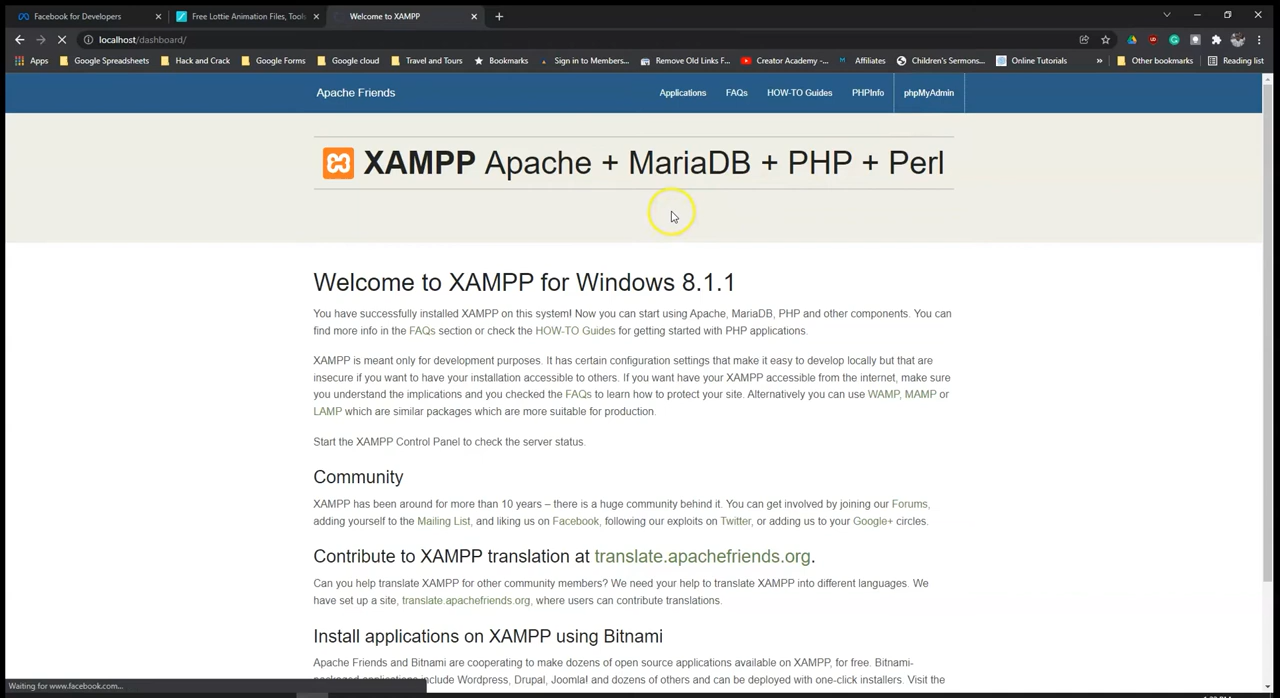 Facebook for Developers
Free Lottie Animation Files, Tools
Welcome to XAMPP
localhost/dashboard/
Apps Google Spreadsheets Hack and Crack Google Forms Google cloud Travel and Tours Bookmarks Sign in to Members... Remove Old Links F... Creator Academy -... Affiliates Children's Sermons... Online Tutorials » Other bookmarks Reading list
Apache Friends Applications FAQs HOW-TO Guides PHPInfo phpMyAdmin
XAMPP Apache + MariaDB + PHP + Perl
Welcome to XAMPP for Windows 8.1.1
You have successfully installed XAMPP on this system! Now you can start using Apache, MariaDB, PHP and other components. You can
find more info in the FAQs section or check the HOW-TO Guides for getting started with PHP applications.
XAMPP is meant only for development purposes. It has certain configuration settings that make it easy to develop locally but that are
insecure if you want to have your installation accessible to others. If you want have your XAMPP accessible from the internet, make sure
you understand the implications and you checked the FAQs to learn how to protect your site. Alternatively you can use WAMP, MAMP or
LAMP which are similar packages which are more suitable for production.
Start the XAMPP Control Panel to check the server status.
Community
XAMPP has been around for more than 10 years – there is a huge community behind it. You can get involved by joining our Forums,
adding yourself to the Mailing List, and liking us on Facebook, following our exploits on Twitter, or adding us to your Google+ circles.
Contribute to XAMPP translation at translate.apachefriends.org.
Can you help translate XAMPP for other community members? We need your help to translate XAMPP into different languages. We
have set up a site, translate.apachefriends.org, where users can contribute translations.
Install applications on XAMPP using Bitnami
Apache Friends and Bitnami are cooperating to make dozens of open source applications available on XAMPP, for free. Bitnami-
include Wordpress, Drupal, Joomla! and dozens of others and can be deployed with one-click installers. Visit the
Waiting for www.facebook.com...